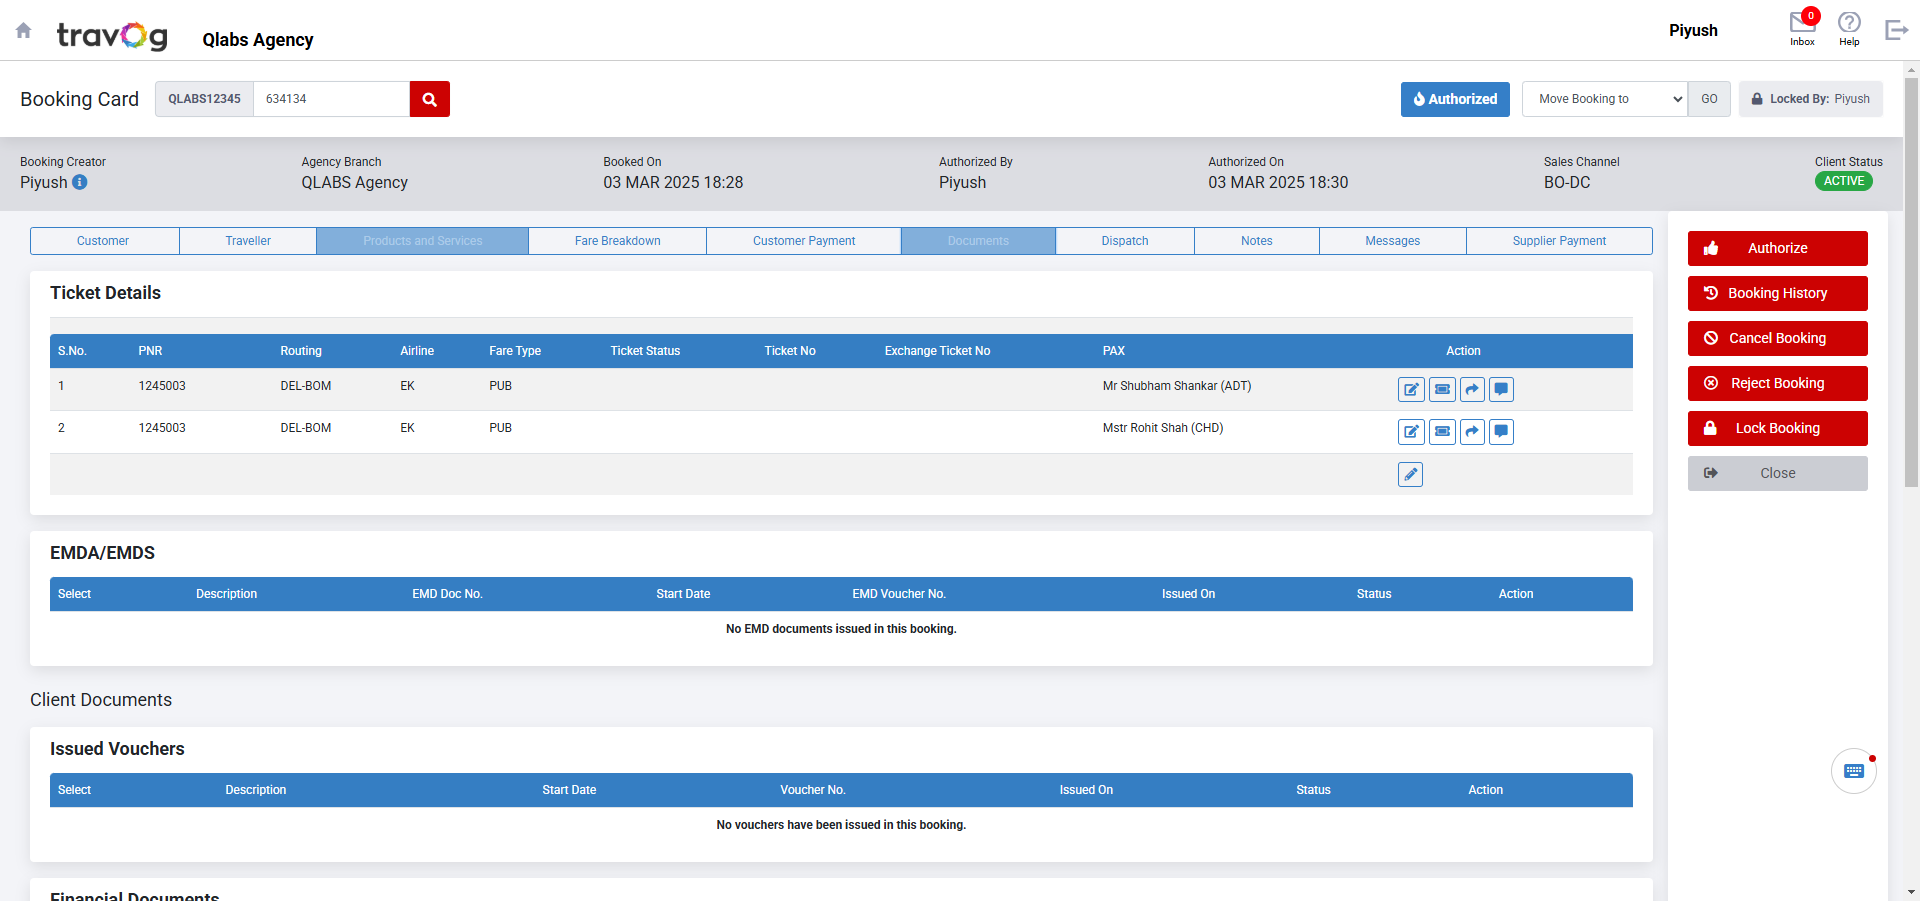 travog
Qlabs Agency
Piyush
0
Inbox
Help
Booking Card
QLABS12345
634134
Authorized
Move Booking to
GO
Locked By: Piyush
Booking Creator
Piyush
Agency Branch
QLABS Agency
Booked On
03 MAR 2025 18:28
Authorized By
Piyush
Authorized On
03 MAR 2025 18:30
Sales Channel
BO-DC
Client Status
ACTIVE
Customer Traveller Products and Services Fare Breakdown Customer Payment Documents Dispatch Notes Messages Supplier Payment
Ticket Details
S.No. PNR Routing Airline Fare Type Ticket Status Ticket No Exchange Ticket No PAX Action
1 1245003 DEL-BOM EK PUB Mr Shubham Shankar (ADT)
2 1245003 DEL-BOM EK PUB Mstr Rohit Shah (CHD)
EMDA/EMDS
Select Description EMD Doc No. Start Date EMD Voucher No. Issued On Status Action
No EMD documents issued in this booking.
Client Documents
Issued Vouchers
Select Description Start Date Voucher No. Issued On Status Action
No vouchers have been issued in this booking.
Financial Documents
Authorize
Booking History
Cancel Booking
Reject Booking
Lock Booking
Close